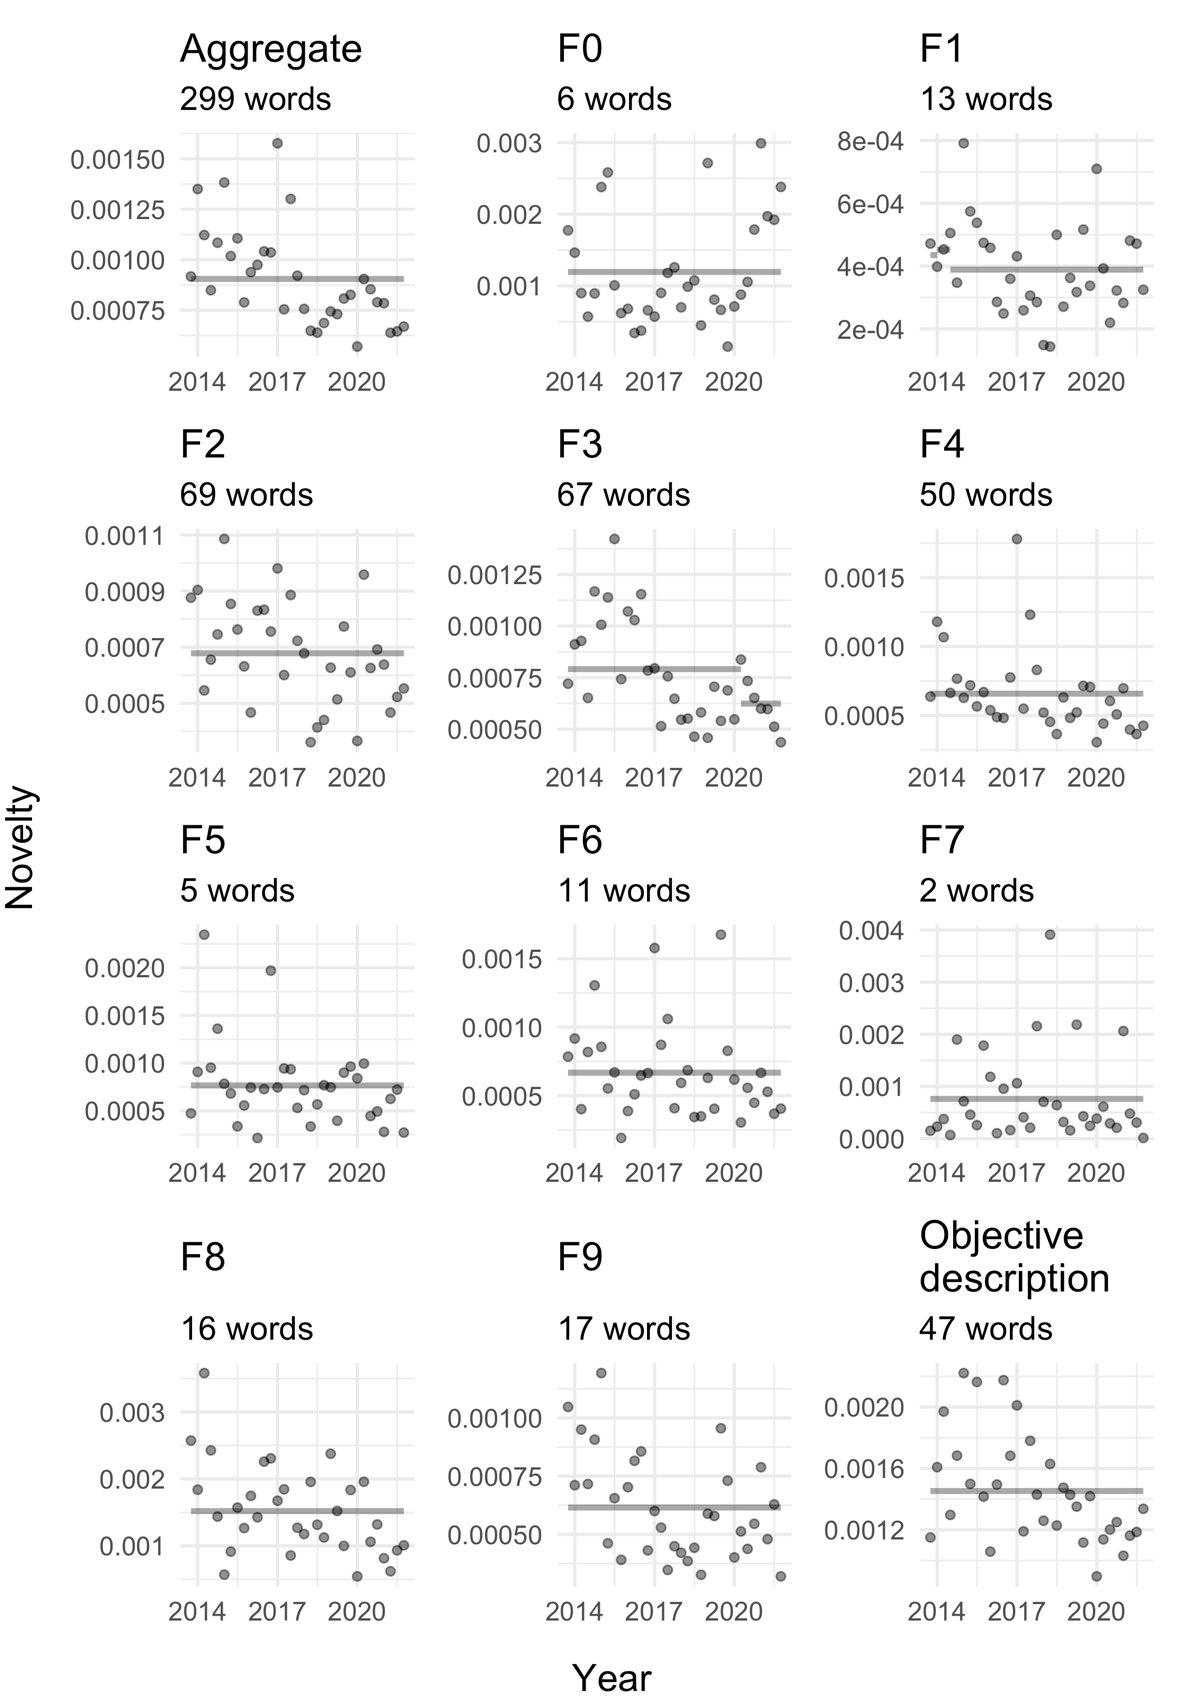 Aggregate
299 words
0.00150
0.00125
0.00100
0.00075
2014 2017 2020
F0
6 words
0.003
0.002
0.001
2014 2017 2020
F1
13 words
8e-04
6e-04
4e-04
2e-04
2014 2017 2020
F2
69 words
0.0011
0.0009
0.0007
0.0005
2014 2017 2020
F3
67 words
0.00125
0.00100
0.00075
0.00050
2014 2017 2020
F4
50 words
0.0015
0.0010
0.0005
2014 2017 2020
Novelty
F5
5 words
0.0020
0.0015
0.0010
0.0005
2014 2017 2020
F6
11 words
0.0015
0.0010
0.0005
2014 2017 2020
F7
2 words
0.004
0.003
0.002
0.001
0.000
2014 2017 2020
F8
16 words
0.003
0.002
0.001
2014 2017 2020
F9
17 words
0.00100
0.00075
0.00050
2014 2017 2020
Objective
description
47 words
0.0020
0.0016
0.0012
2014 2017 2020
Year